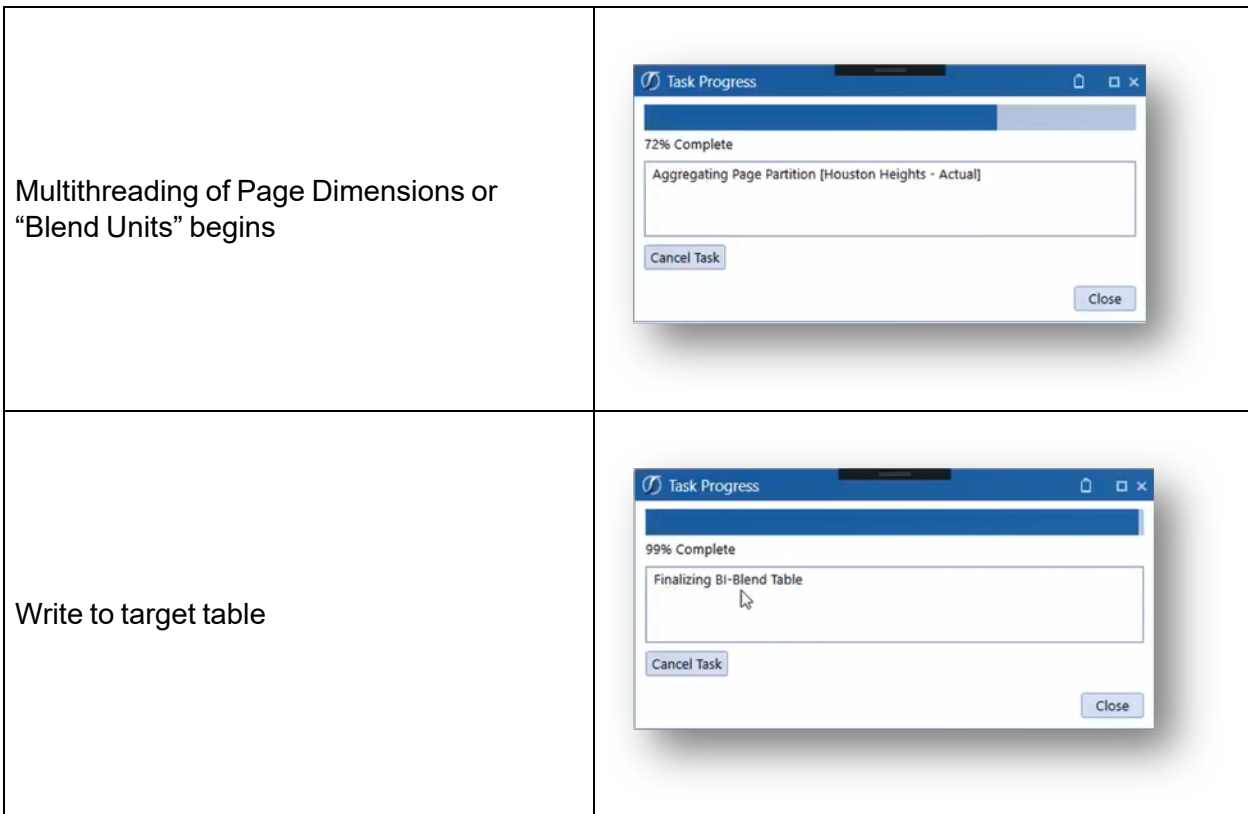 Multithreading of Page Dimensions or
“Blend Units” begins
Task Progress
72% Complete
Aggregating Page Partition [Houston Heights - Actual]
Cancel Task
Close
Write to target table
Task Progress
99% Complete
Finalizing BI-Blend Table
Cancel Task
Close